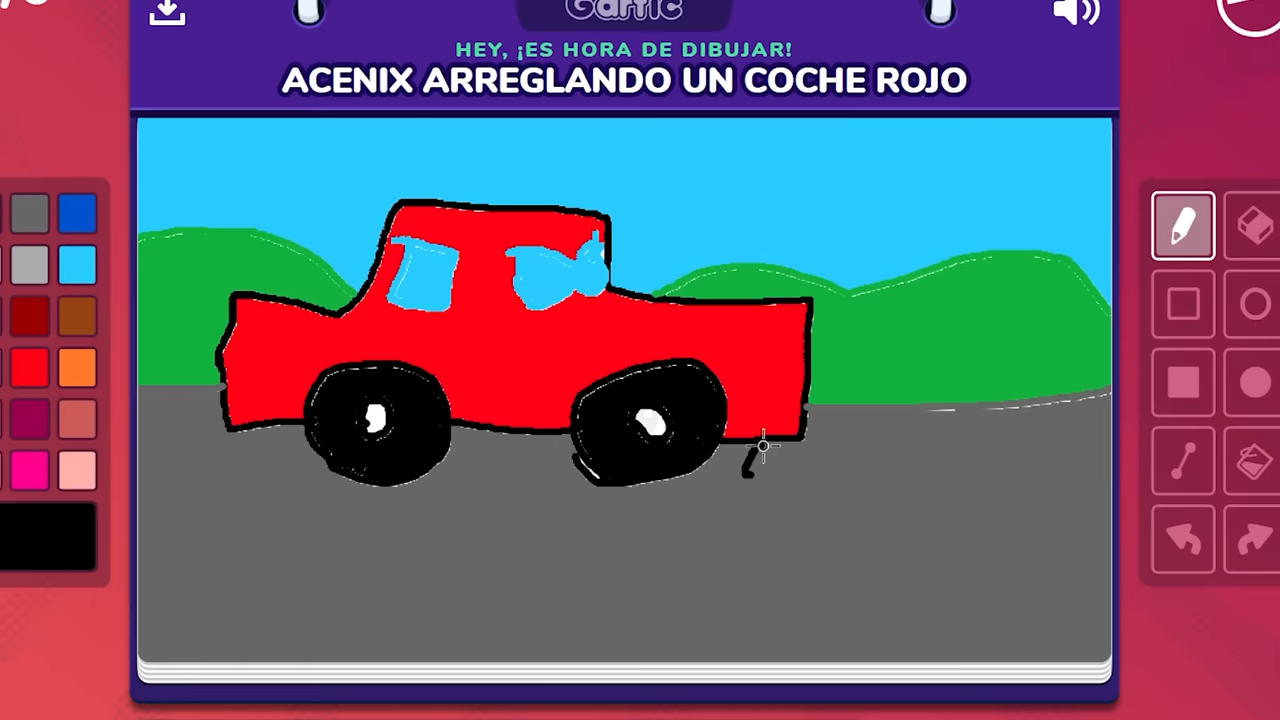 Gartic
HEY, ¡ES HORA DE DIBUJAR!
ACENIX ARREGLANDO UN COCHE ROJO